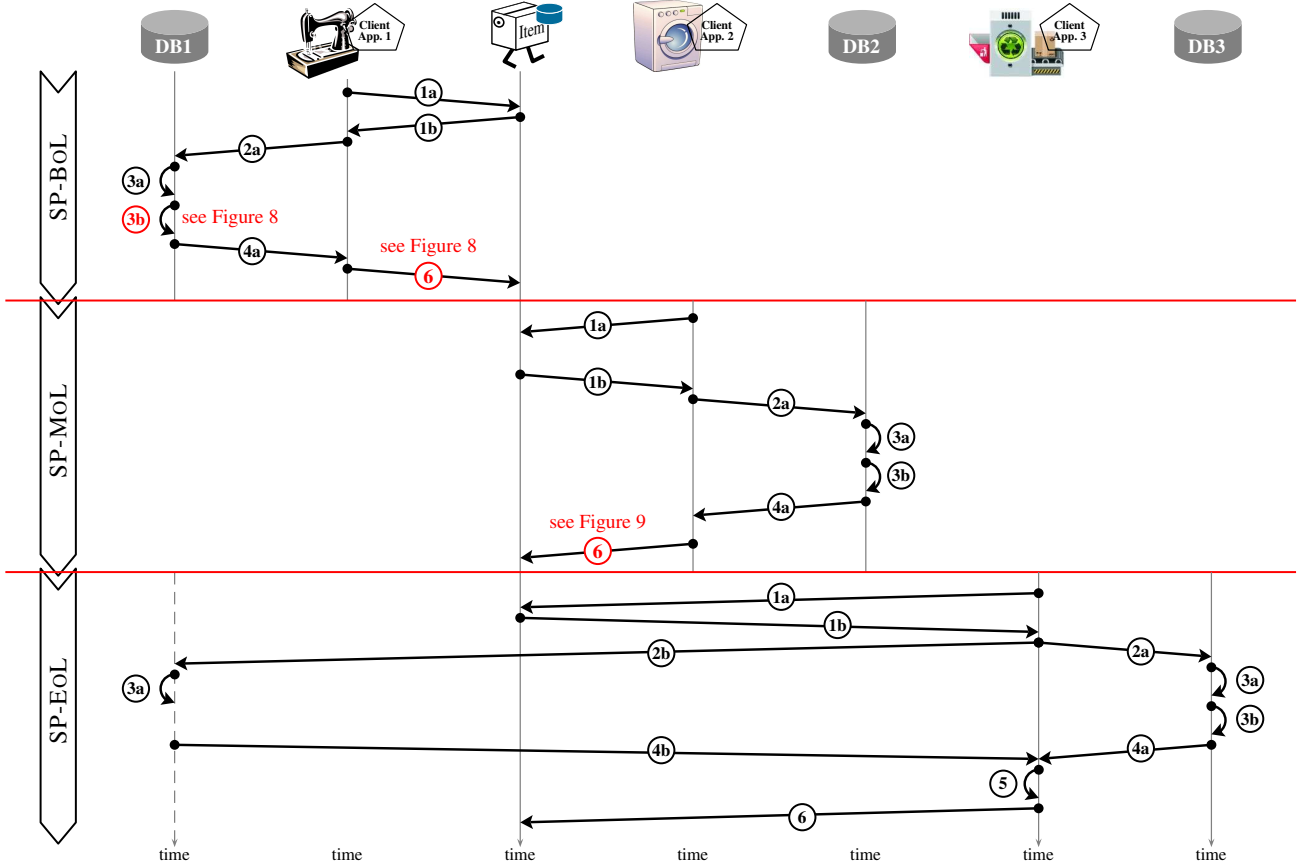 DB1
Client
App. 1
Item
Client
App. 2
DB2
Client
App. 3
DB3
SP-BOL
1a
1b
2a
3a
3b
see Figure 8
4a
see Figure 8
6
SP-MOL
1a
1b
2a
3a
3b
4a
see Figure 9
6
SP-EOL
1a
1b
2b
2a
3a
3a
3b
4b
4a
5
6
time
time
time
time
time
time
time